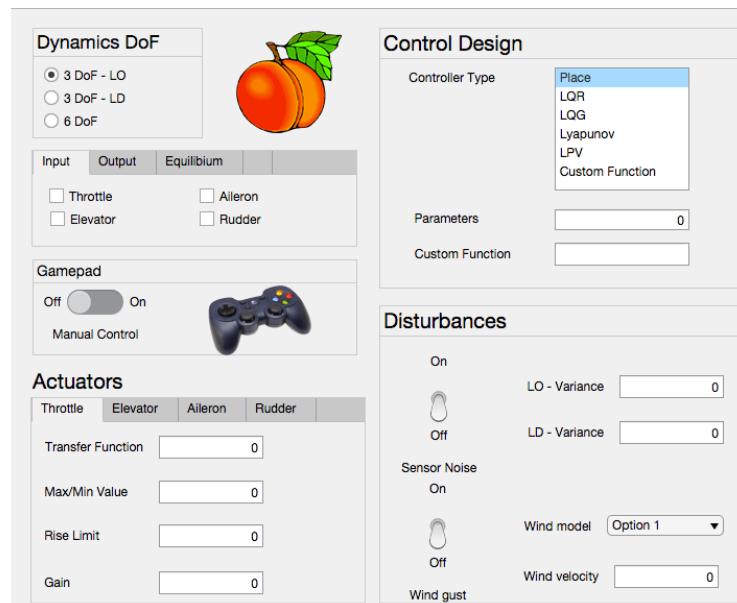 Dynamics DoF
3 DoF - LO
3 DoF - LD
6 DoF
Input Output Equilibium
Throttle Aileron
Elevator Rudder
Gamepad
Off On
Manual Control
Actuators
Throttle Elevator Aileron Rudder
Transfer Function 0
Max/Min Value 0
Rise Limit 0
Gain 0
Control Design
Controller Type
Place
LQR
LQG
Lyapunov
LPV
Custom Function
Parameters 0
Custom Function
Disturbances
On
LO - Variance 0
Off LD - Variance 0
Sensor Noise
On
Wind model Option 1
Off
Wind velocity 0
Wind gust